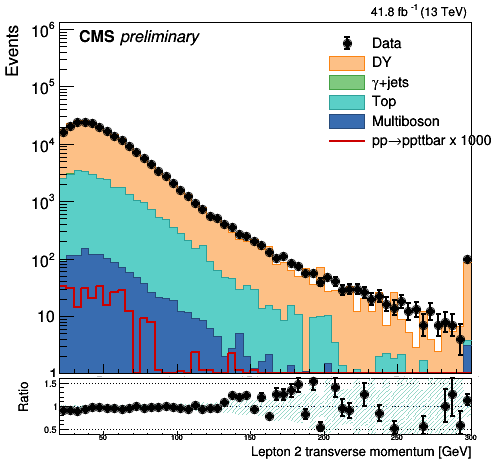 41.8 fb⁻¹ (13 TeV)
CMS preliminary
Events
Data
DY
γ+jets
Top
Multiboson
pp→ppttbar x 1000
10⁶
10⁵
10⁴
10³
10²
10
1
Ratio
1.5
1
0.5
50 100 150 200 250 300
Lepton 2 transverse momentum [GeV]